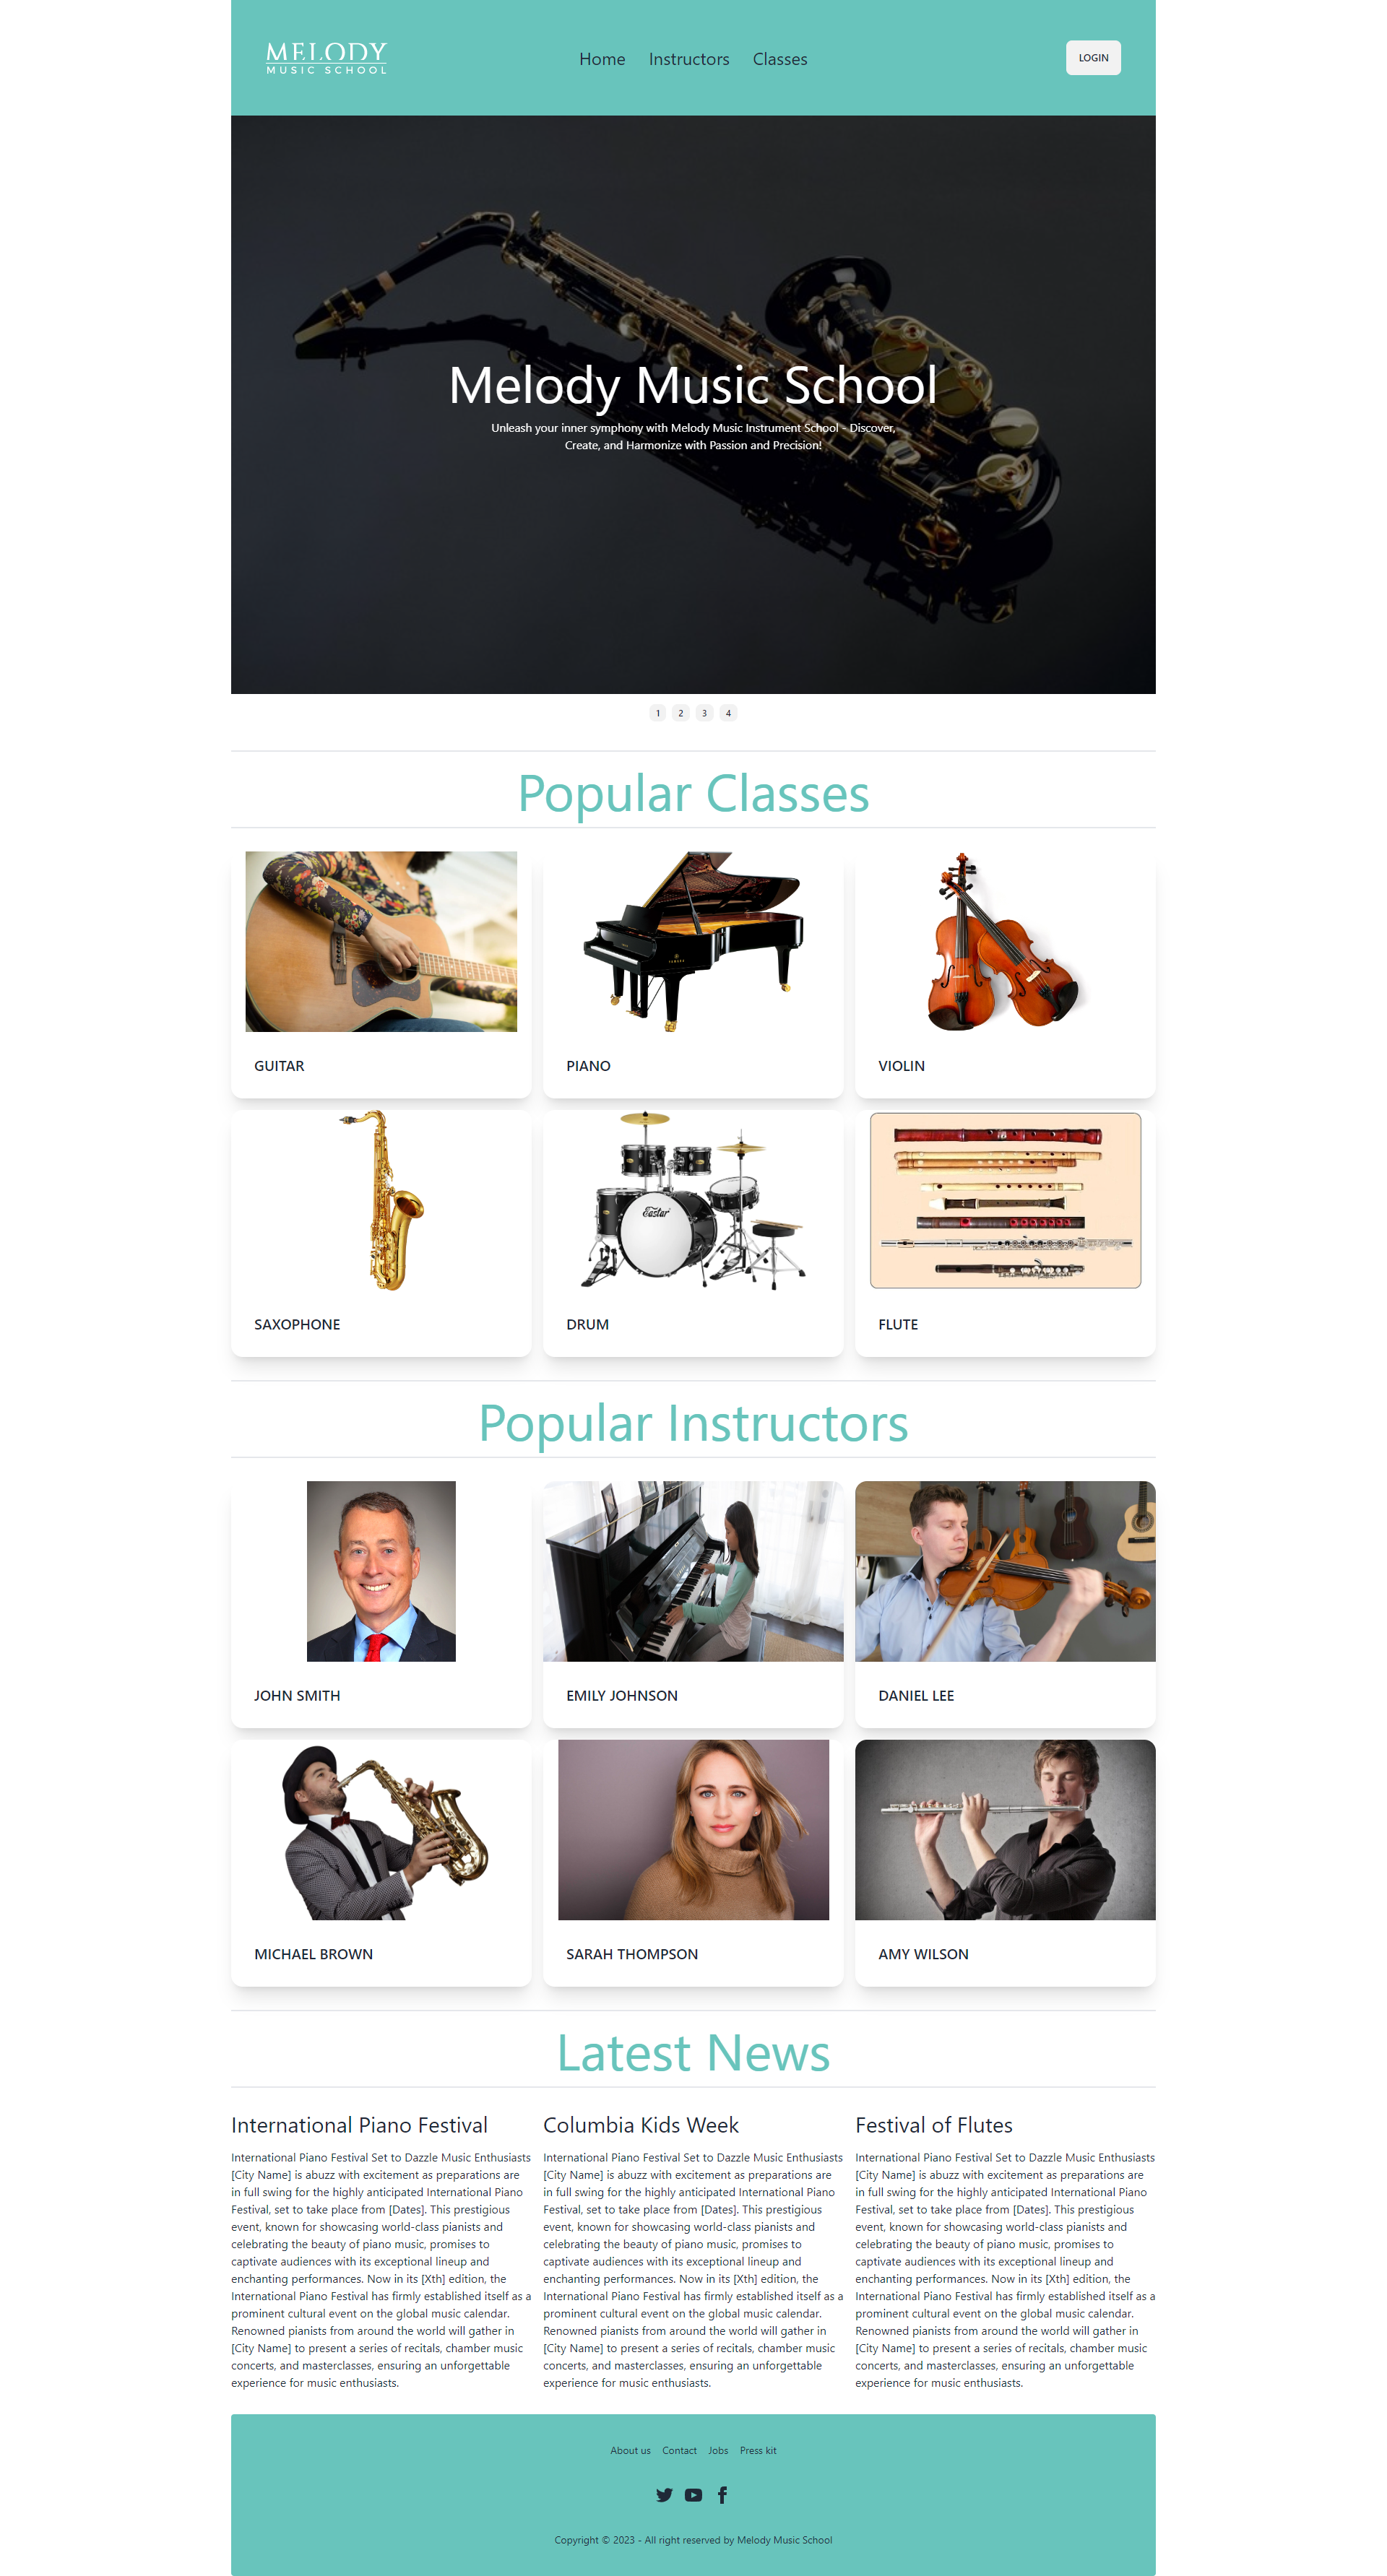 MELODY
MUSIC SCHOOL
Home Instructors Classes
LOGIN
Melody Music School
Unleash your inner symphony with Melody Music Instrument School - Discover,
Create, and Harmonize with Passion and Precision!
1 2 3 4
Popular Classes
YAMAHA
GUITAR
PIANO
VIOLIN
Eastar
SAXOPHONE
DRUM
FLUTE
Popular Instructors
JOHN SMITH
EMILY JOHNSON
DANIEL LEE
MICHAEL BROWN
SARAH THOMPSON
AMY WILSON
Latest News
International Piano Festival
International Piano Festival Set to Dazzle Music Enthusiasts
[City Name] is abuzz with excitement as preparations are
in full swing for the highly anticipated International Piano
Festival, set to take place from [Dates]. This prestigious
event, known for showcasing world-class pianists and
celebrating the beauty of piano music, promises to
captivate audiences with its exceptional lineup and
enchanting performances. Now in its [Xth] edition, the
International Piano Festival has firmly established itself as a
prominent cultural event on the global music calendar.
Renowned pianists from around the world will gather in
[City Name] to present a series of recitals, chamber music
concerts, and masterclasses, ensuring an unforgettable
experience for music enthusiasts.
Columbia Kids Week
International Piano Festival Set to Dazzle Music Enthusiasts
[City Name] is abuzz with excitement as preparations are
in full swing for the highly anticipated International Piano
Festival, set to take place from [Dates]. This prestigious
event, known for showcasing world-class pianists and
celebrating the beauty of piano music, promises to
captivate audiences with its exceptional lineup and
enchanting performances. Now in its [Xth] edition, the
International Piano Festival has firmly established itself as a
prominent cultural event on the global music calendar.
Renowned pianists from around the world will gather in
[City Name] to present a series of recitals, chamber music
concerts, and masterclasses, ensuring an unforgettable
experience for music enthusiasts.
Festival of Flutes
International Piano Festival Set to Dazzle Music Enthusiasts
[City Name] is abuzz with excitement as preparations are
in full swing for the highly anticipated International Piano
Festival, set to take place from [Dates]. This prestigious
event, known for showcasing world-class pianists and
celebrating the beauty of piano music, promises to
captivate audiences with its exceptional lineup and
enchanting performances. Now in its [Xth] edition, the
International Piano Festival has firmly established itself as a
prominent cultural event on the global music calendar.
Renowned pianists from around the world will gather in
[City Name] to present a series of recitals, chamber music
concerts, and masterclasses, ensuring an unforgettable
experience for music enthusiasts.
About us Contact Jobs Press kit
Copyright © 2023 - All right reserved by Melody Music School